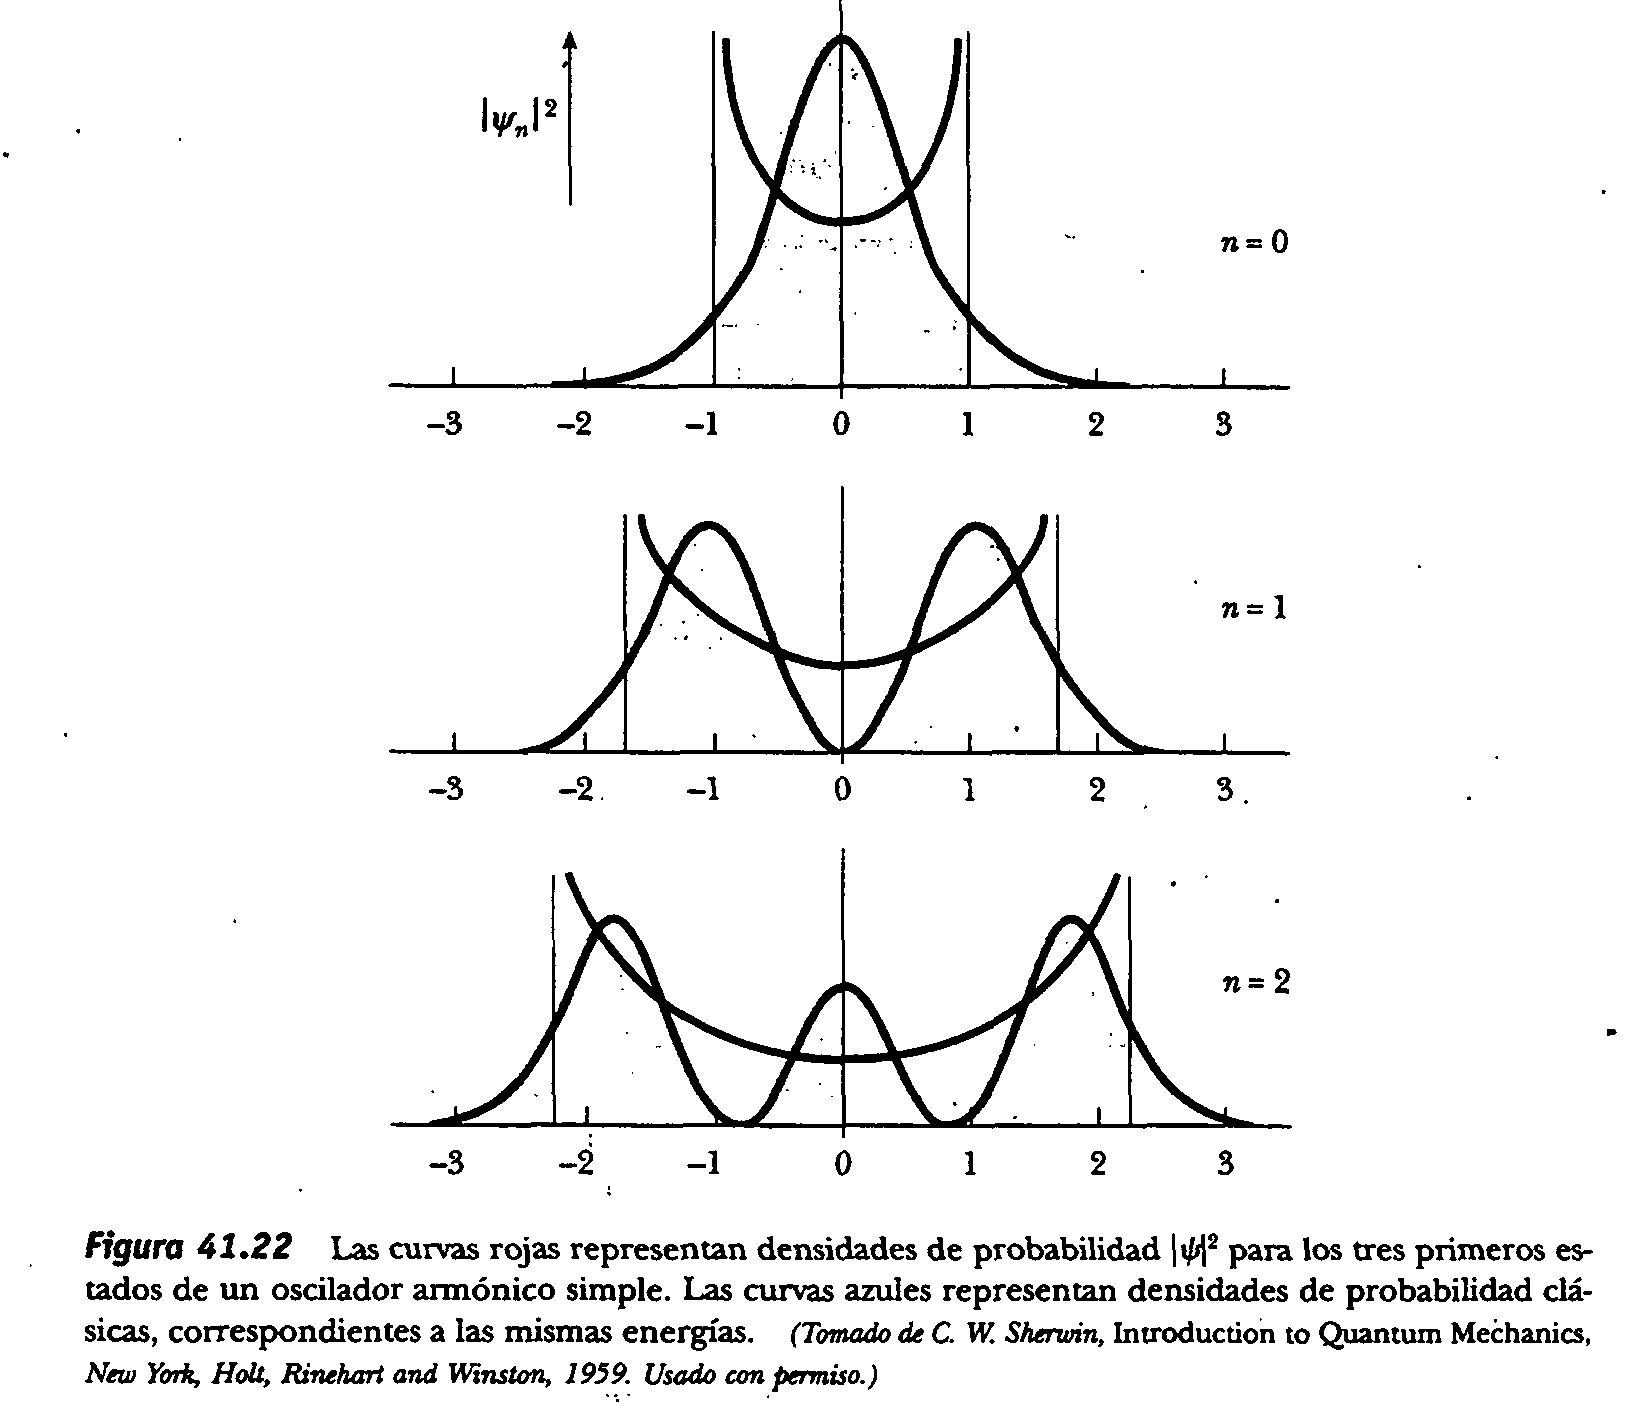 |ψₙ|²
n = 0
−3 −2 −1 0 1 2 3
n = 1
−3 −2 −1 0 1 2 3
n = 2
−3 −2 −1 0 1 2 3
Figura 41.22 Las curvas rojas representan densidades de probabilidad |ψ|² para los tres primeros es-
tados de un oscilador armónico simple. Las curvas azules representan densidades de probabilidad clá-
sicas, correspondientes a las mismas energías. (Tomado de C. W. Sherwin, Introduction to Quantum Mechanics,
New York, Holt, Rinehart and Winston, 1959. Usado con permiso.)